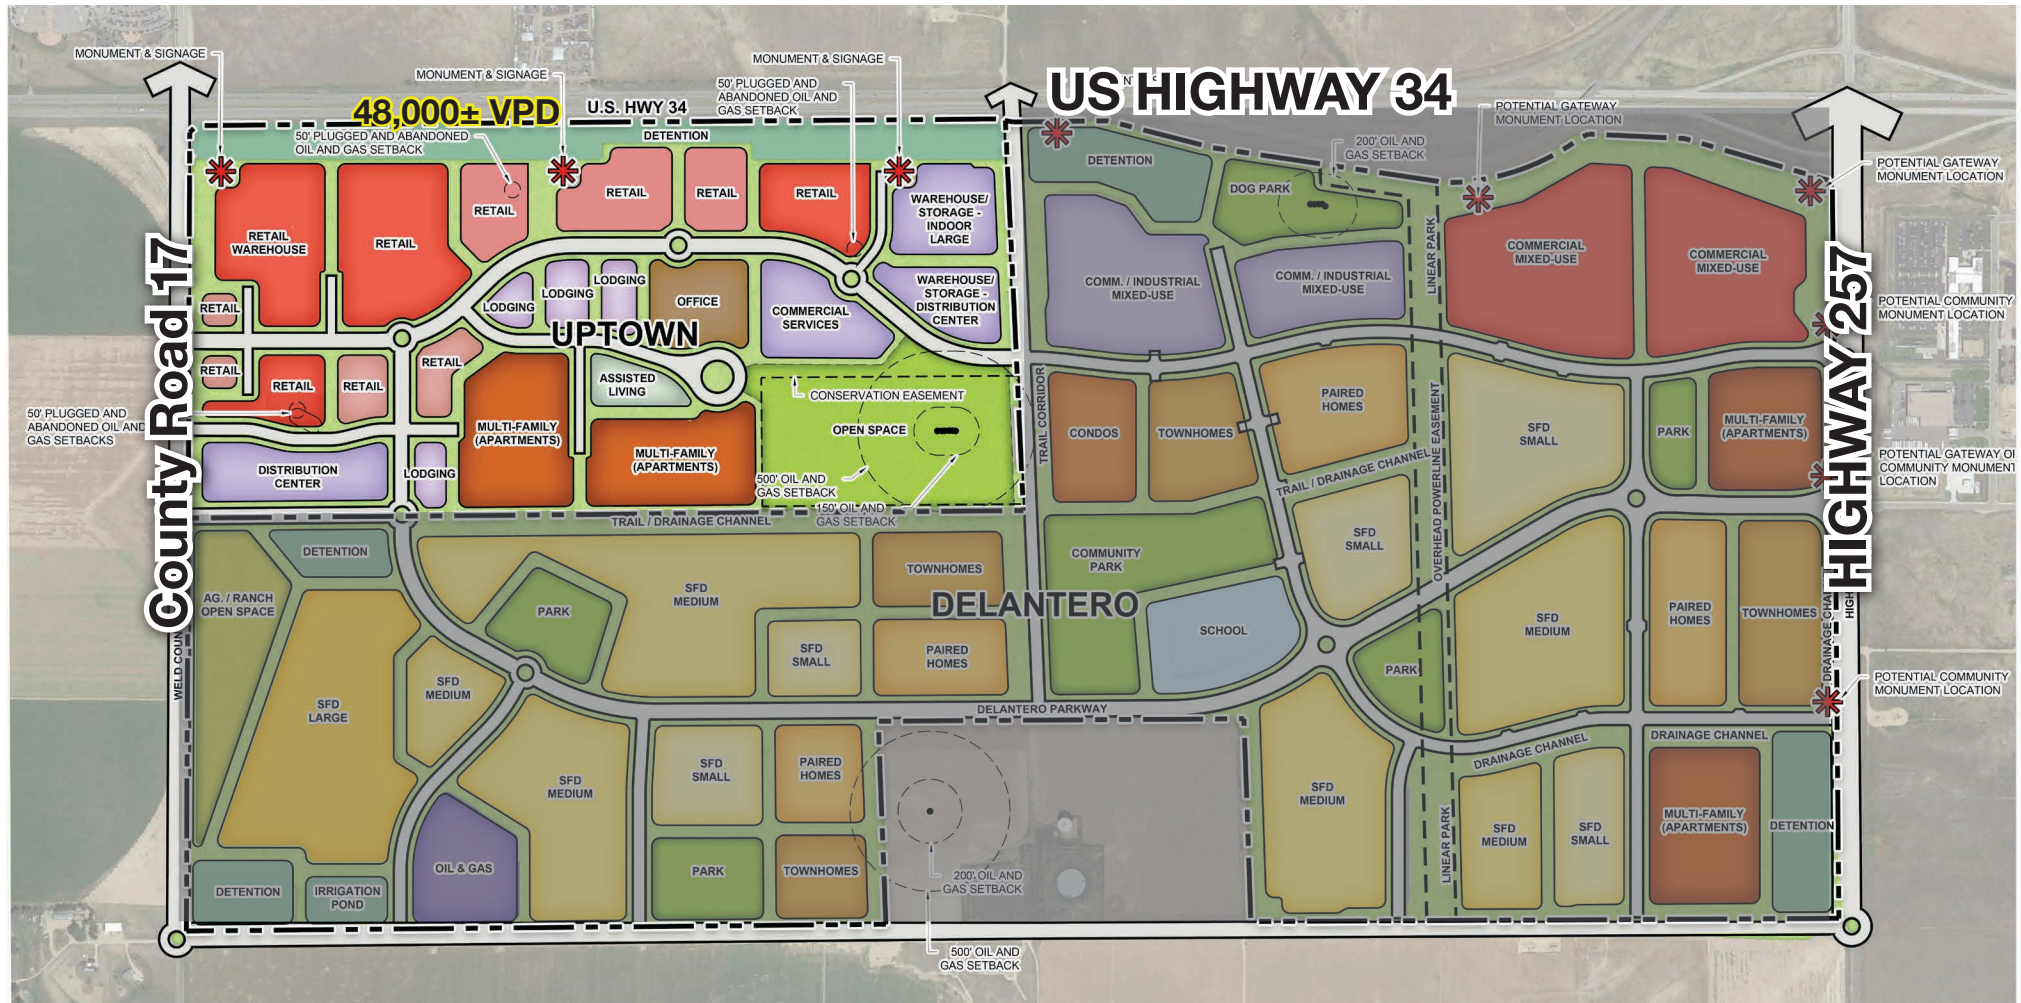 MONUMENT & SIGNAGE
MONUMENT & SIGNAGE
MONUMENT & SIGNAGE
50' PLUGGED AND
ABANDONED OIL AND
GAS SETBACK
US HIGHWAY 34
48,000± VPD
U.S. HWY 34
POTENTIAL GATEWAY
MONUMENT LOCATION
50' PLUGGED AND ABANDONED
OIL AND GAS SETBACK
DETENTION
200' OIL AND
GAS SETBACK
DETENTION
DOG PARK
POTENTIAL GATEWAY
MONUMENT LOCATION
RETAIL
WAREHOUSE
RETAIL
RETAIL
RETAIL
RETAIL
RETAIL
WAREHOUSE/
STORAGE -
INDOOR
LARGE
LINEAR PARK
COMMERCIAL
MIXED-USE
COMMERCIAL
MIXED-USE
COMM. / INDUSTRIAL
MIXED-USE
COMM. / INDUSTRIAL
MIXED-USE
County Road 17
HIGHWAY 257
RETAIL
LODGING
LODGING
LODGING
OFFICE
COMMERCIAL
SERVICES
WAREHOUSE/
STORAGE -
DISTRIBUTION
CENTER
POTENTIAL COMMUNITY
MONUMENT LOCATION
UPTOWN
RETAIL
RETAIL
RETAIL
RETAIL
ASSISTED
LIVING
CONSERVATION EASEMENT
50' PLUGGED AND
ABANDONED OIL AND
GAS SETBACKS
MULTI-FAMILY
(APARTMENTS)
MULTI-FAMILY
(APARTMENTS)
OPEN SPACE
TRAIL CORRIDOR
CONDOS
TOWNHOMES
PAIRED
HOMES
OVERHEAD POWERLINE EASEMENT
SFD
SMALL
PARK
MULTI-FAMILY
(APARTMENTS)
DISTRIBUTION
CENTER
LODGING
500' OIL AND
GAS SETBACK
150' OIL AND
GAS SETBACK
TRAIL / DRAINAGE CHANNEL
POTENTIAL GATEWAY
COMMUNITY MONUMENT
LOCATION
TRAIL / DRAINAGE CHANNEL
DETENTION
SFD
SMALL
COMMUNITY
PARK
TOWNHOMES
SFD
MEDIUM
AG. / RANCH
OPEN SPACE
PARK
DELANTERO
SCHOOL
SFD
MEDIUM
PAIRED
HOMES
TOWNHOMES
WELD COUN
HIGH
DRAINAGE CHA
SFD
SMALL
PAIRED
HOMES
PARK
SFD
LARGE
SFD
MEDIUM
DELANTERO PARKWAY
POTENTIAL COMMUNITY
MONUMENT LOCATION
DRAINAGE CHANNEL
DRAINAGE CHANNEL
SFD
MEDIUM
SFD
SMALL
PAIRED
HOMES
SFD
MEDIUM
LINEAR PARK
SFD
MEDIUM
SFD
SMALL
MULTI-FAMILY
(APARTMENTS)
DETENTION
OIL & GAS
PARK
TOWNHOMES
200' OIL AND
GAS SETBACK
DETENTION
IRRIGATION
POND
500' OIL AND
GAS SETBACK